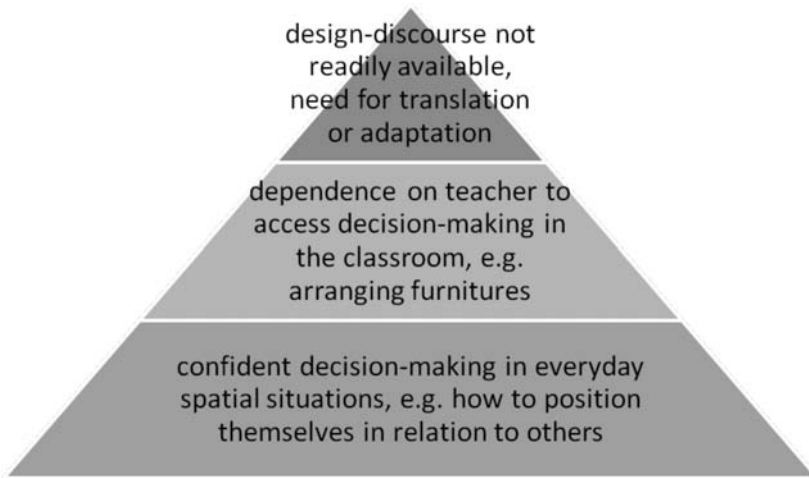 design-discourse not
readily available,
need for translation
or adaptation
dependence on teacher to
access decision-making in
the classroom, e.g.
arranging furnitures
confident decision-making in everyday
spatial situations, e.g. how to position
themselves in relation to others